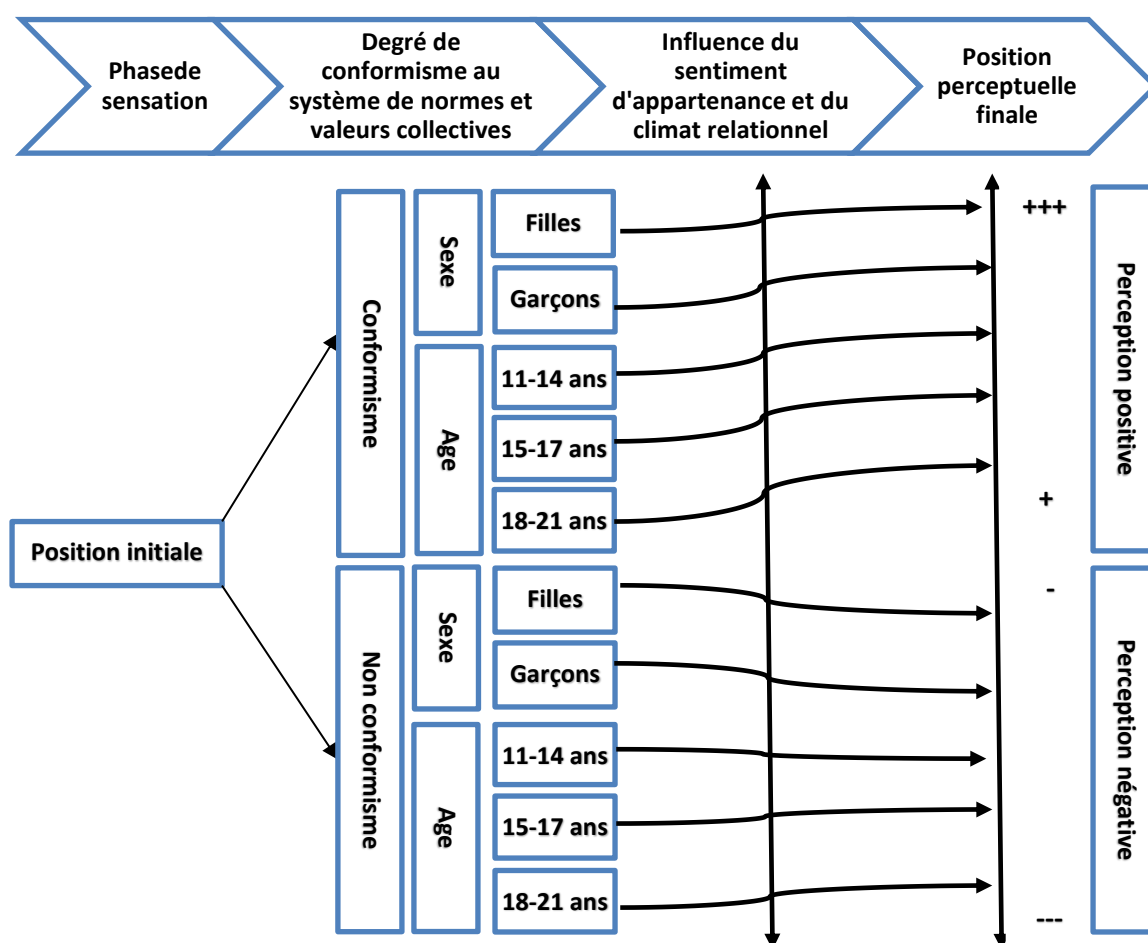 Phasede
sensation
Degré de
conformisme au
système de normes et
valeurs collectives
Influence du
sentiment
d'appartenance et du
climat relationnel
Position
perceptuelle
finale
Position initiale
Conformisme
Sexe
Filles
Garçons
Age
11-14 ans
15-17 ans
18-21 ans
Non conformisme
Sexe
Filles
Garçons
Age
11-14 ans
15-17 ans
18-21 ans
+++
+
Perception positive
-
---
Perception négative